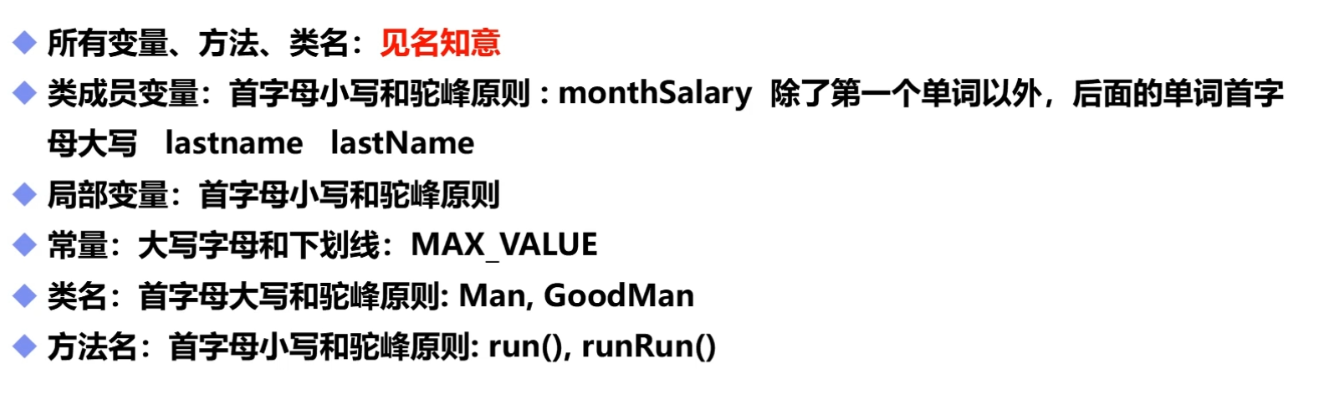 所有变量、方法、类名：见名知意
类成员变量：首字母小写和驼峰原则 : monthSalary 除了第一个单词以外，后面的单词首字
母大写 lastname lastName
局部变量：首字母小写和驼峰原则
常量：大写字母和下划线：MAX_VALUE
类名：首字母大写和驼峰原则: Man, GoodMan
方法名：首字母小写和驼峰原则: run(), runRun()